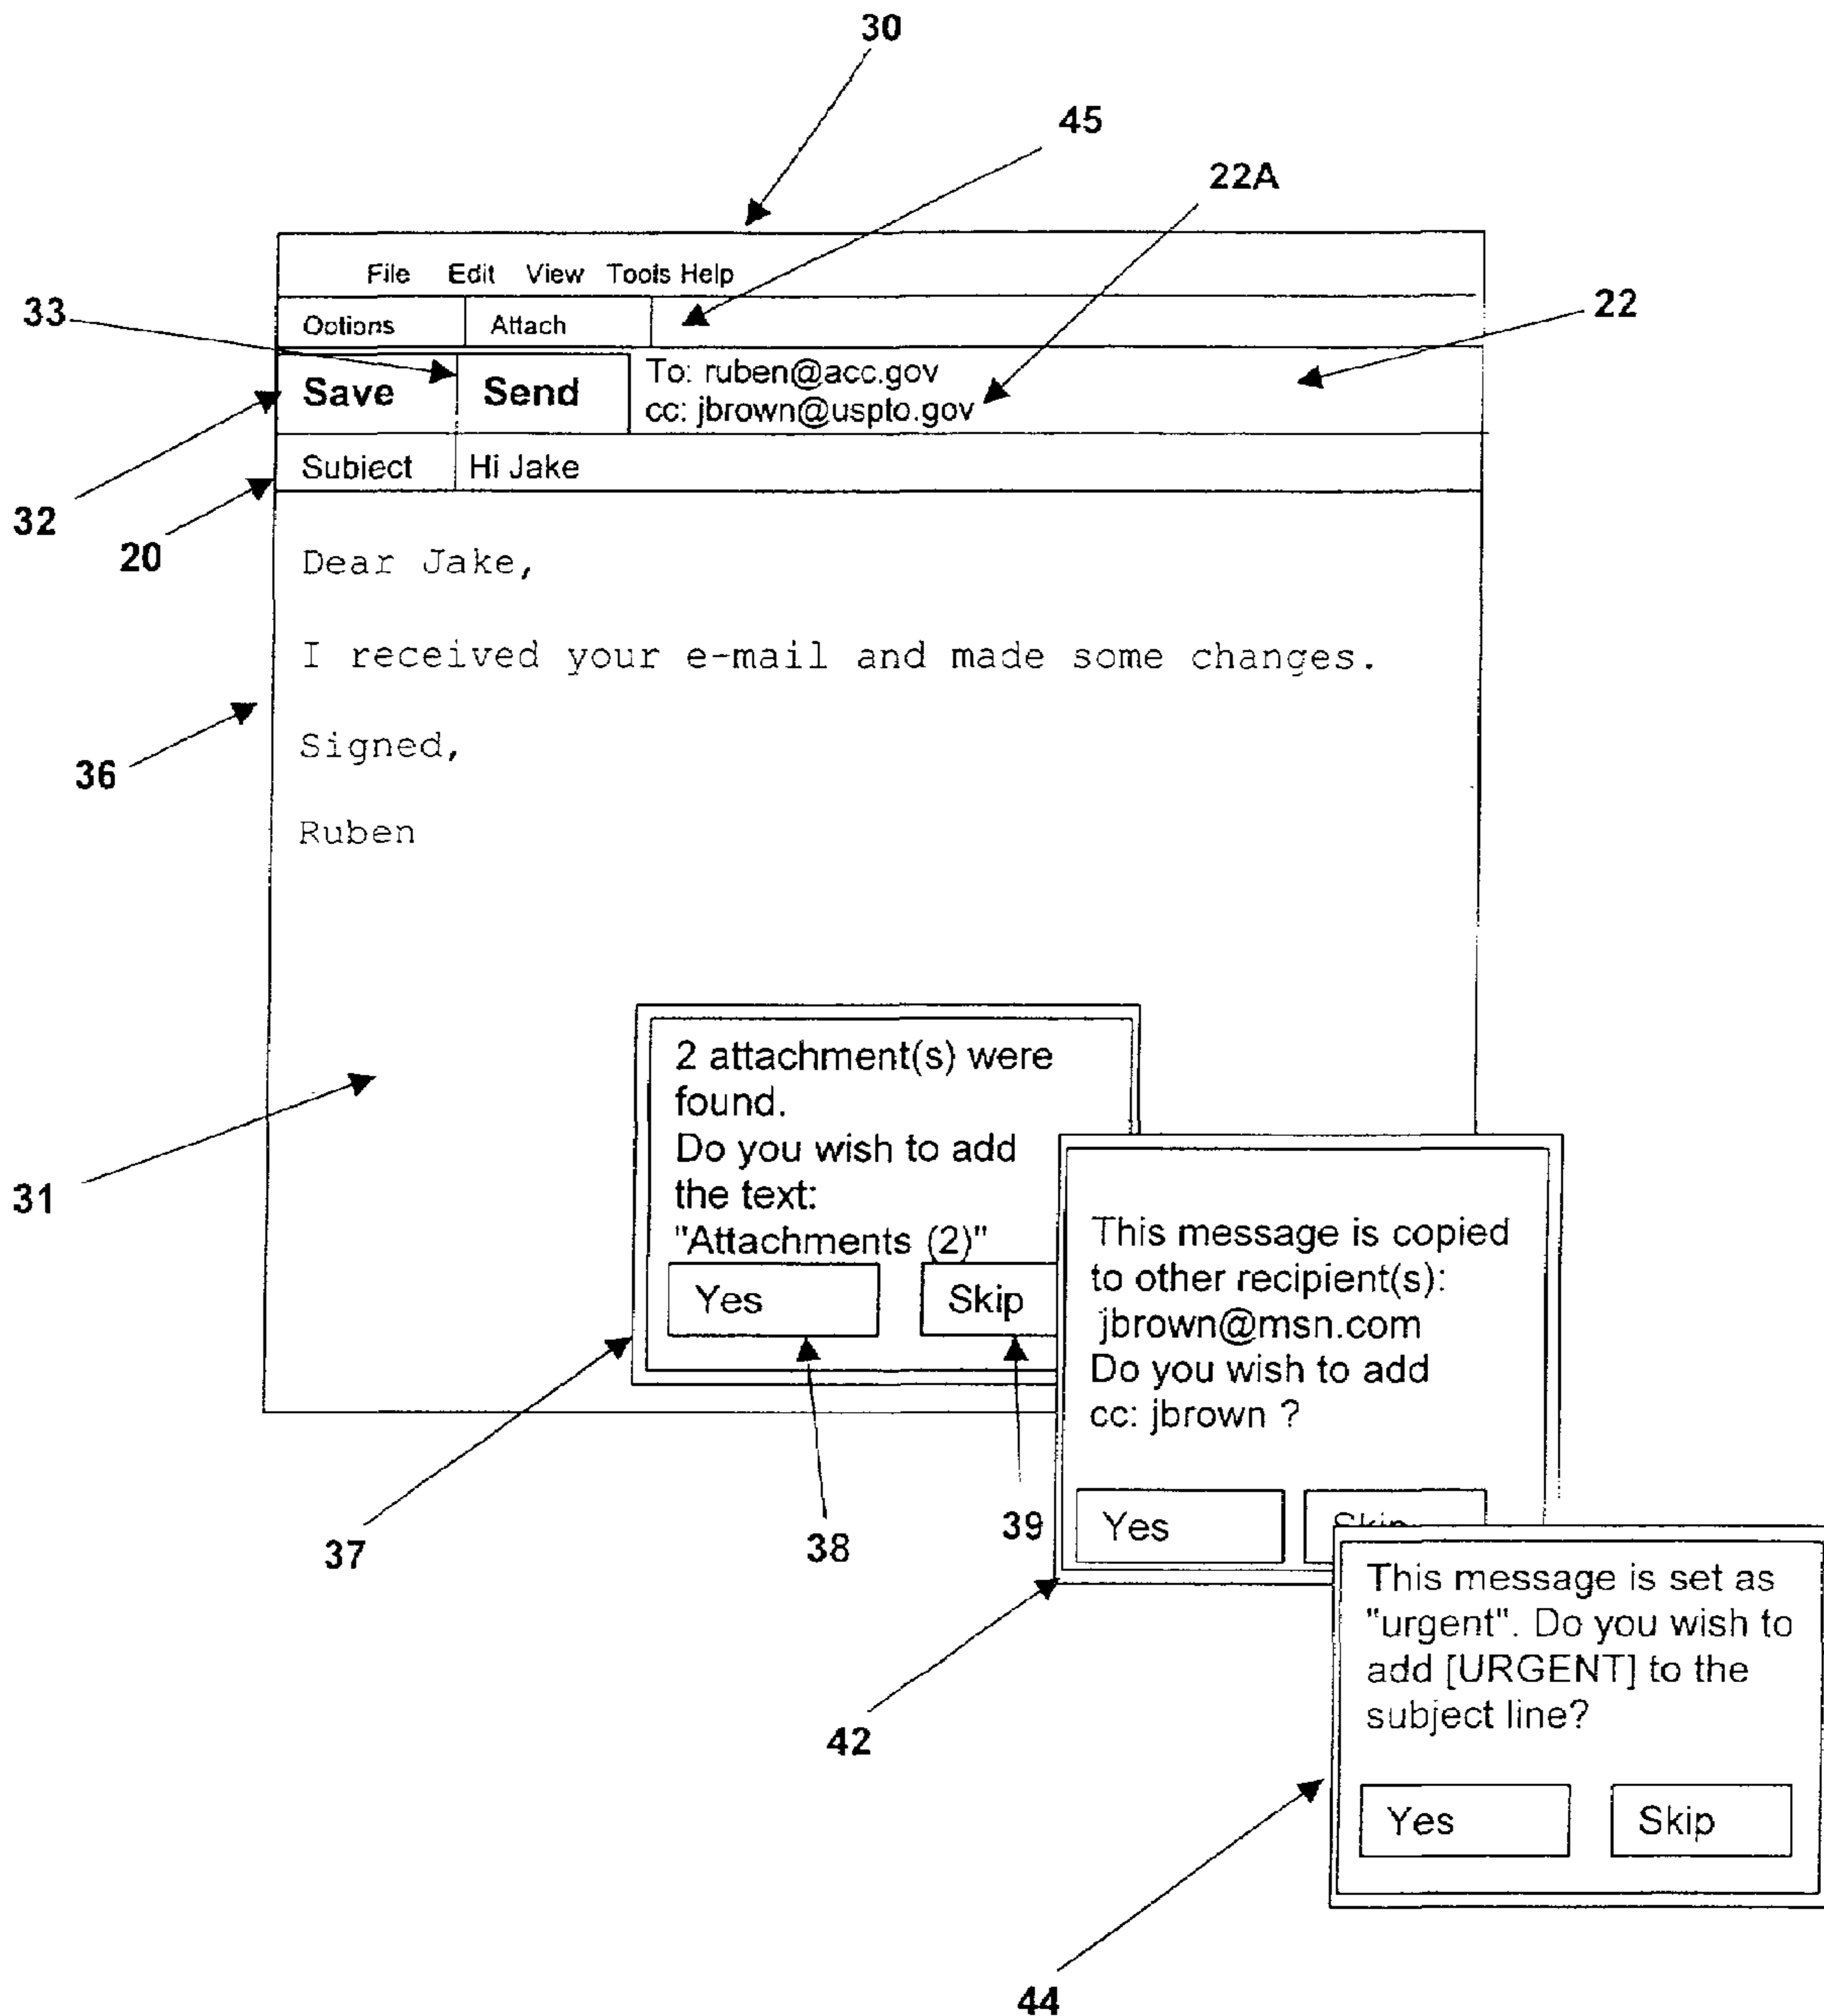 30
45
22A
File Edit View Tools Help
33
Options Attach
22
Save Send
To: ruben@acc.gov
cc: jbrown@uspto.gov
Subject Hi Jake
32
20
Dear Jake,
I received your e-mail and made some changes.
36
Signed,
Ruben
2 attachment(s) were
found.
Do you wish to add
the text:
"Attachments (2)"
Yes Skip
31
This message is copied
to other recipient(s):
jbrown@msn.com
Do you wish to add
cc: jbrown ?
Yes Skip
37
38
39
42
This message is set as
"urgent". Do you wish to
add [URGENT] to the
subject line?
Yes Skip
44